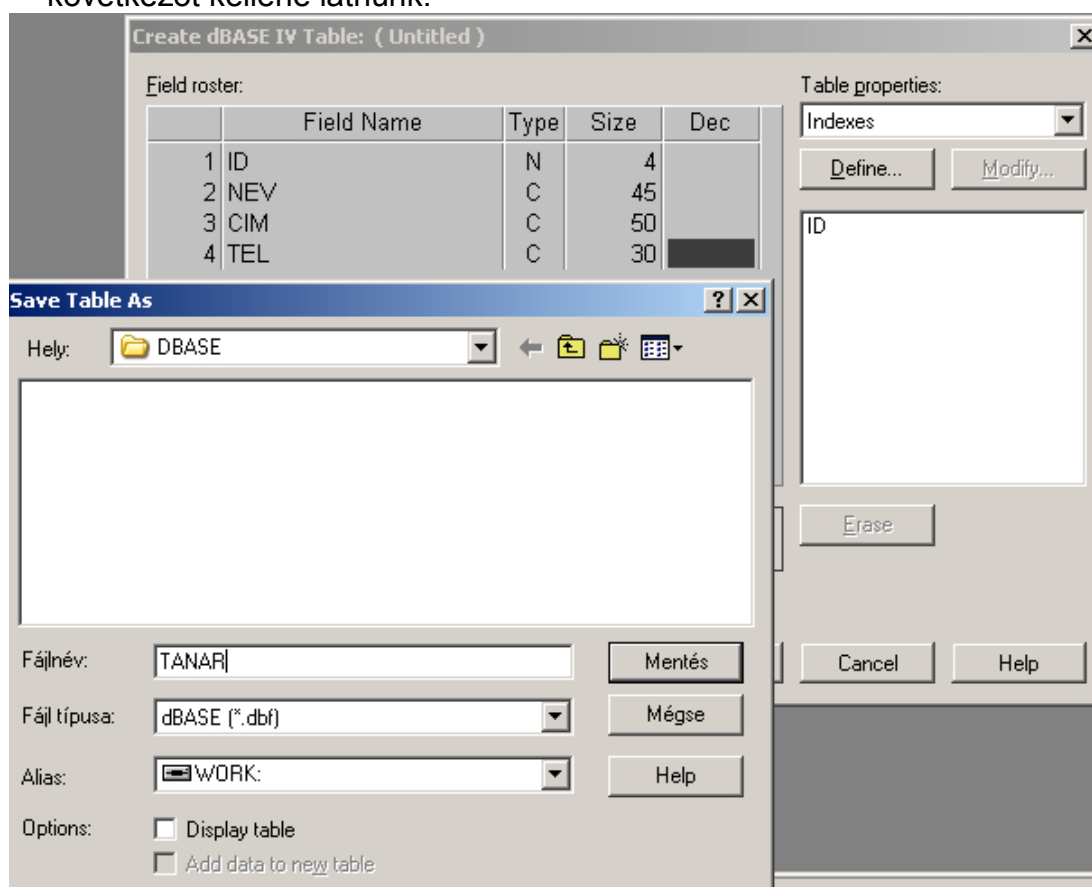 következőt kellene látnunk:
Create dBASE IV Table: ( Untitled )
Field roster:
Field Name Type Size Dec
1 ID N 4
2 NEV C 45
3 CIM C 50
4 TEL C 30
Table properties:
Indexes
Define... Modify...
ID
Erase
Cancel Help
Save Table As
Hely: DBASE
Fájlnév: TANAR Mentés
Fájl típusa: dBASE (*.dbf) Mégse
Alias: WORK: Help
Options: Display table
Add data to new table